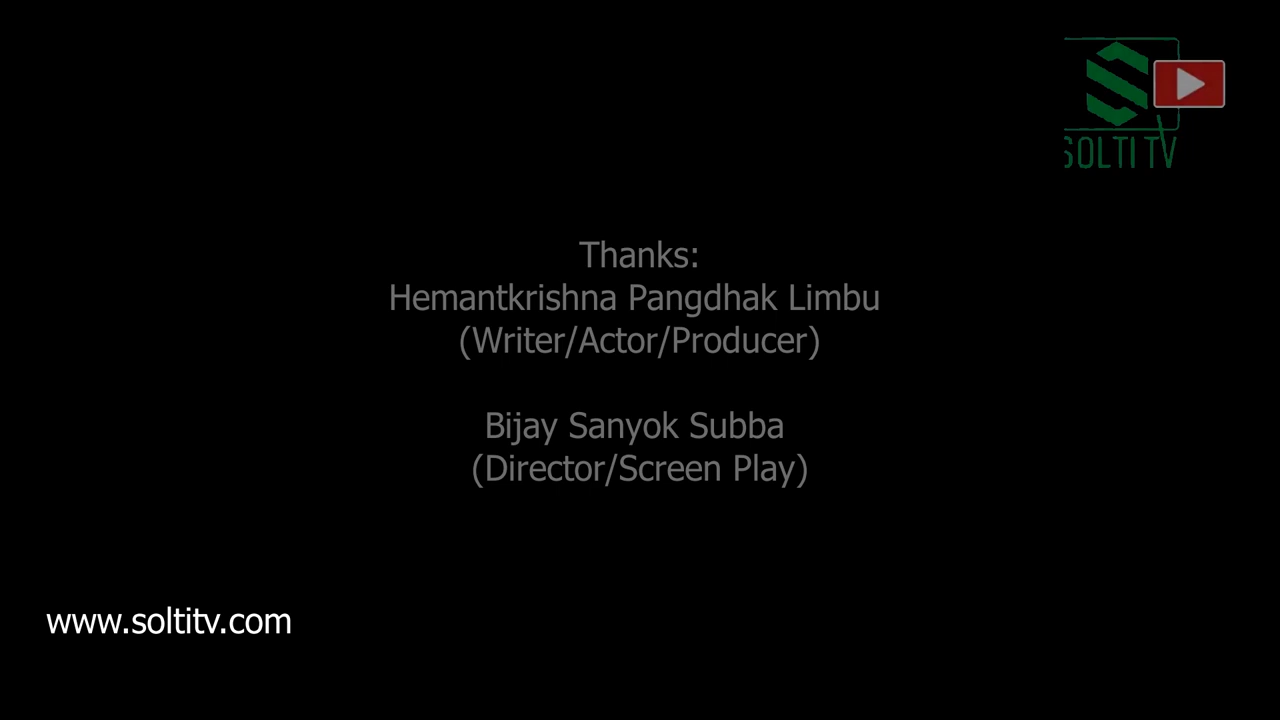 SOLTI TV
Thanks:
Hemantkrishna Pangdhak Limbu
(Writer/Actor/Producer)
Bijay Sanyok Subba
(Director/Screen Play)
www.soltitv.com